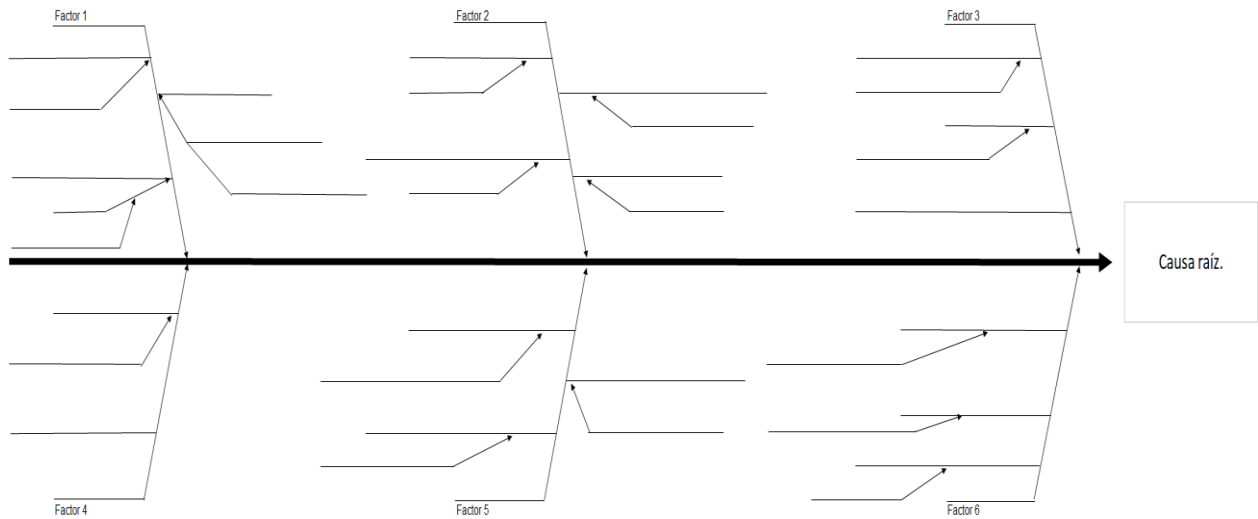 Factor 1
Factor 2
Factor 3
Causa raíz.
Factor 4
Factor 5
Factor 6